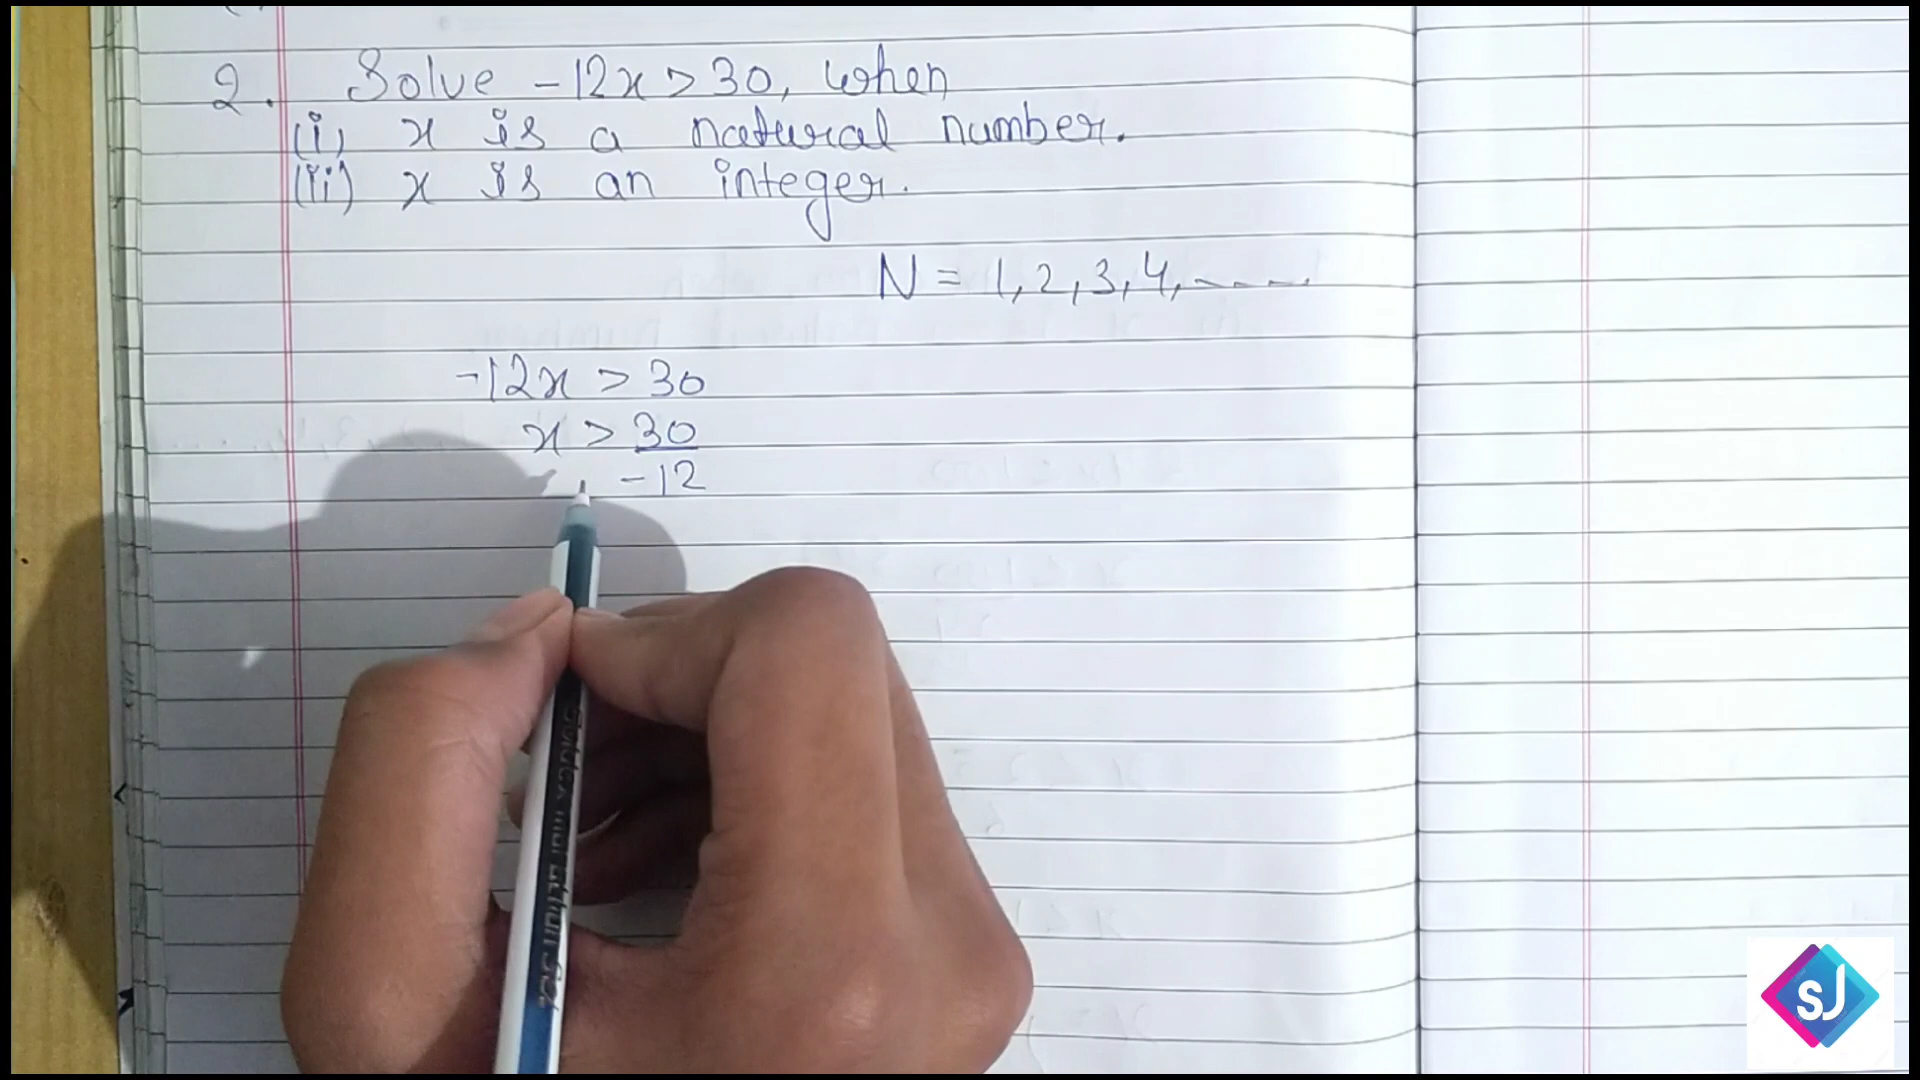 2. Solve -12x > 30, when
(i) x is a natural number.
(ii) x is an integer.
N = 1, 2, 3, 4, .....
-12x > 30
x > 30
-12
SJ